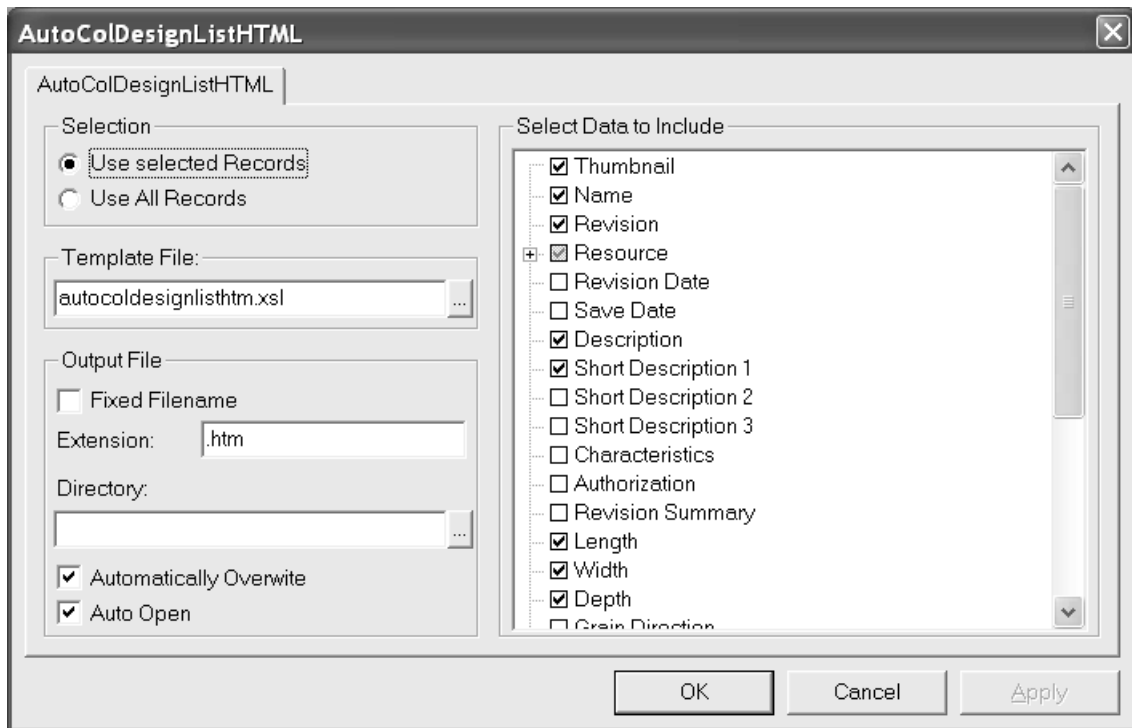 AutoColDesignListHTML
AutoColDesignListHTML
Selection
Use selected Records
Use All Records
Template File:
autocoldesignlisthtm.xsl
...
Output File
Fixed Filename
Extension:
.htm
Directory:
...
Automatically Overwite
Auto Open
Select Data to Include
Thumbnail
Name
Revision
Resource
Revision Date
Save Date
Description
Short Description 1
Short Description 2
Short Description 3
Characteristics
Authorization
Revision Summary
Length
Width
Depth
Grain Direction
OK
Cancel
Apply